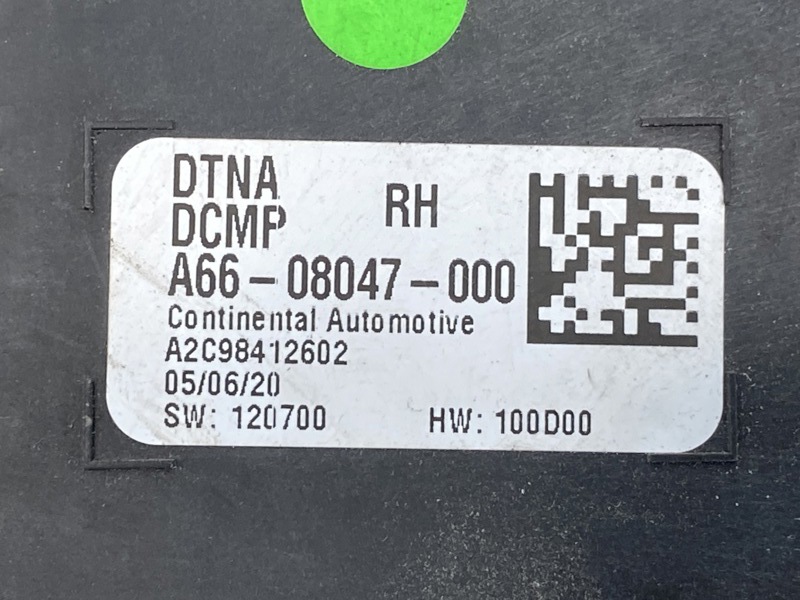 DTNA
DCMP RH
A66-08047-000
Continental Automotive
A2C98412602
05/06/20
SW: 120700 HW: 100D00